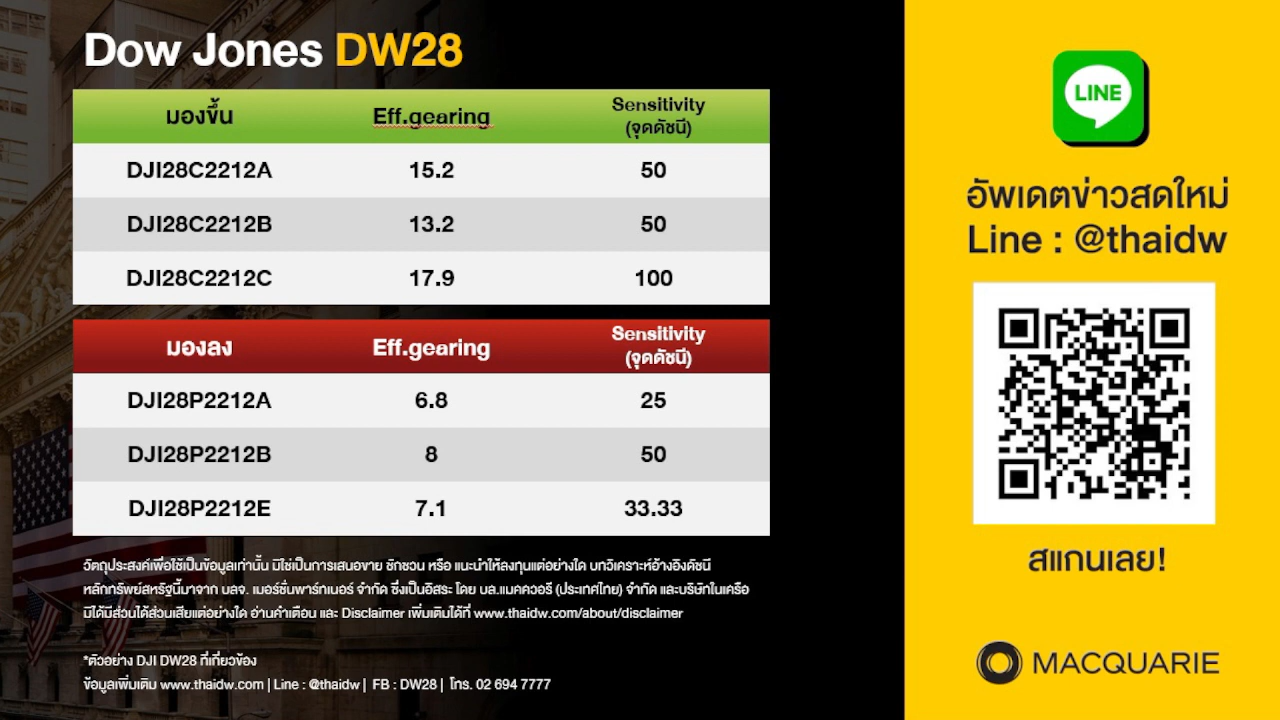 Dow Jones DW28
มองขึ้น Eff.gearing Sensitivity (จุดดัชนี)
DJI28C2212A 15.2 50
DJI28C2212B 13.2 50
DJI28C2212C 17.9 100
มองลง Eff.gearing Sensitivity (จุดดัชนี)
DJI28P2212A 6.8 25
DJI28P2212B 8 50
DJI28P2212E 7.1 33.33
วัตถุประสงค์เพื่อใช้เป็นข้อมูลเท่านั้น มิใช่เป็นการเสนอขาย ชักชวน หรือ แนะนำให้ลงทุนแต่อย่างใด บทวิเคราะห์อ้างอิงดัชนี
หลักทรัพย์สหรัฐนี้มาจาก บลจ. เมอร์ชั่นพาร์ทเนอร์ จำกัด ซึ่งเป็นอิสระ โดย บล.แมคควอรี (ประเทศไทย) จำกัด และบริษัทในเครือ
มิได้มีส่วนได้ส่วนเสียแต่อย่างใด อ่านคำเตือน และ Disclaimer เพิ่มเติมได้ที่ www.thaidw.com/about/disclaimer
*ตัวอย่าง DJI DW28 ที่เกี่ยวข้อง
ข้อมูลเพิ่มเติม www.thaidw.com | Line : @thaidw | FB : DW28 | โทร. 02 694 7777
LINE
อัพเดตข่าวสดใหม่
Line : @thaidw
สแกนเลย!
MACQUARIE